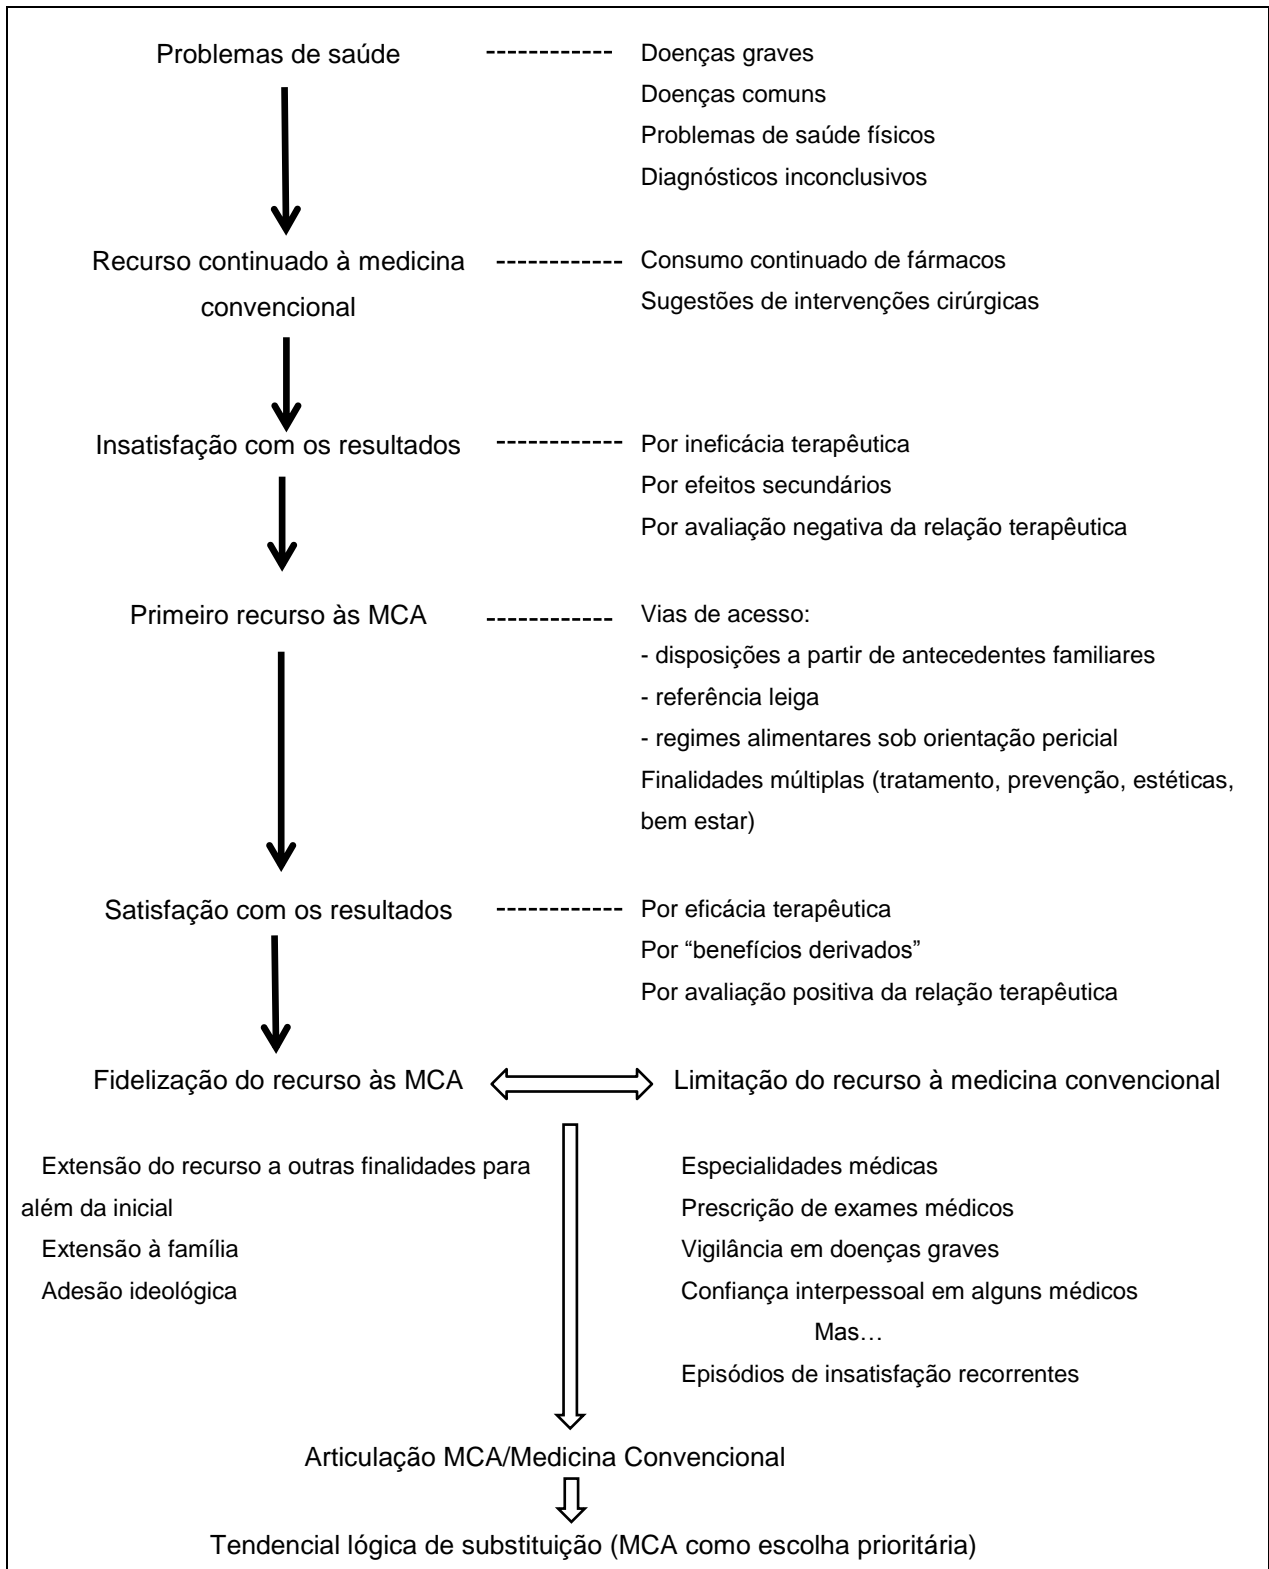 Problemas de saúde
Doenças graves
Doenças comuns
Problemas de saúde físicos
Diagnósticos inconclusivos
Recurso continuado à medicina
convencional
Consumo continuado de fármacos
Sugestões de intervenções cirúrgicas
Insatisfação com os resultados
Por ineficácia terapêutica
Por efeitos secundários
Por avaliação negativa da relação terapêutica
Primeiro recurso às MCA
Vias de acesso:
- disposições a partir de antecedentes familiares
- referência leiga
- regimes alimentares sob orientação pericial
Finalidades múltiplas (tratamento, prevenção, estéticas,
bem estar)
Satisfação com os resultados
Por eficácia terapêutica
Por “benefícios derivados”
Por avaliação positiva da relação terapêutica
Fidelização do recurso às MCA
Limitação do recurso à medicina convencional
Extensão do recurso a outras finalidades para
além da inicial
Extensão à família
Adesão ideológica
Especialidades médicas
Prescrição de exames médicos
Vigilância em doenças graves
Confiança interpessoal em alguns médicos
Mas…
Episódios de insatisfação recorrentes
Articulação MCA/Medicina Convencional
Tendencial lógica de substituição (MCA como escolha prioritária)